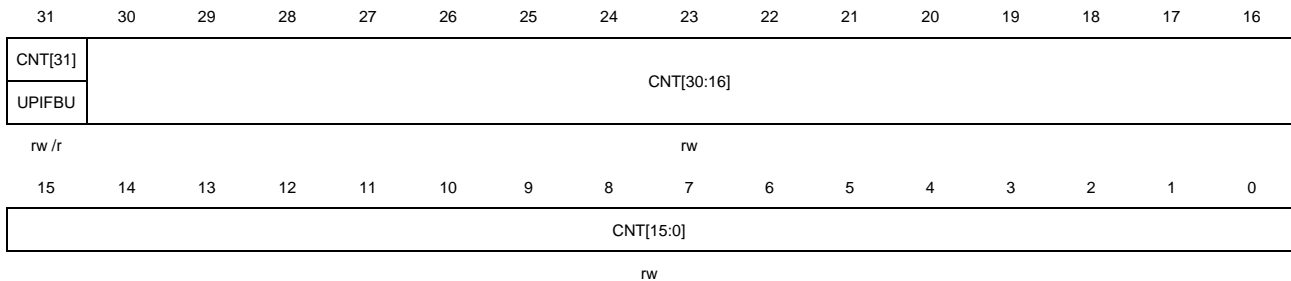 31 30 29 28 27 26 25 24 23 22 21 20 19 18 17 16
CNT[31]
CNT[30:16]
UPIFBU
rw /r rw
15 14 13 12 11 10 9 8 7 6 5 4 3 2 1 0
CNT[15:0]
rw